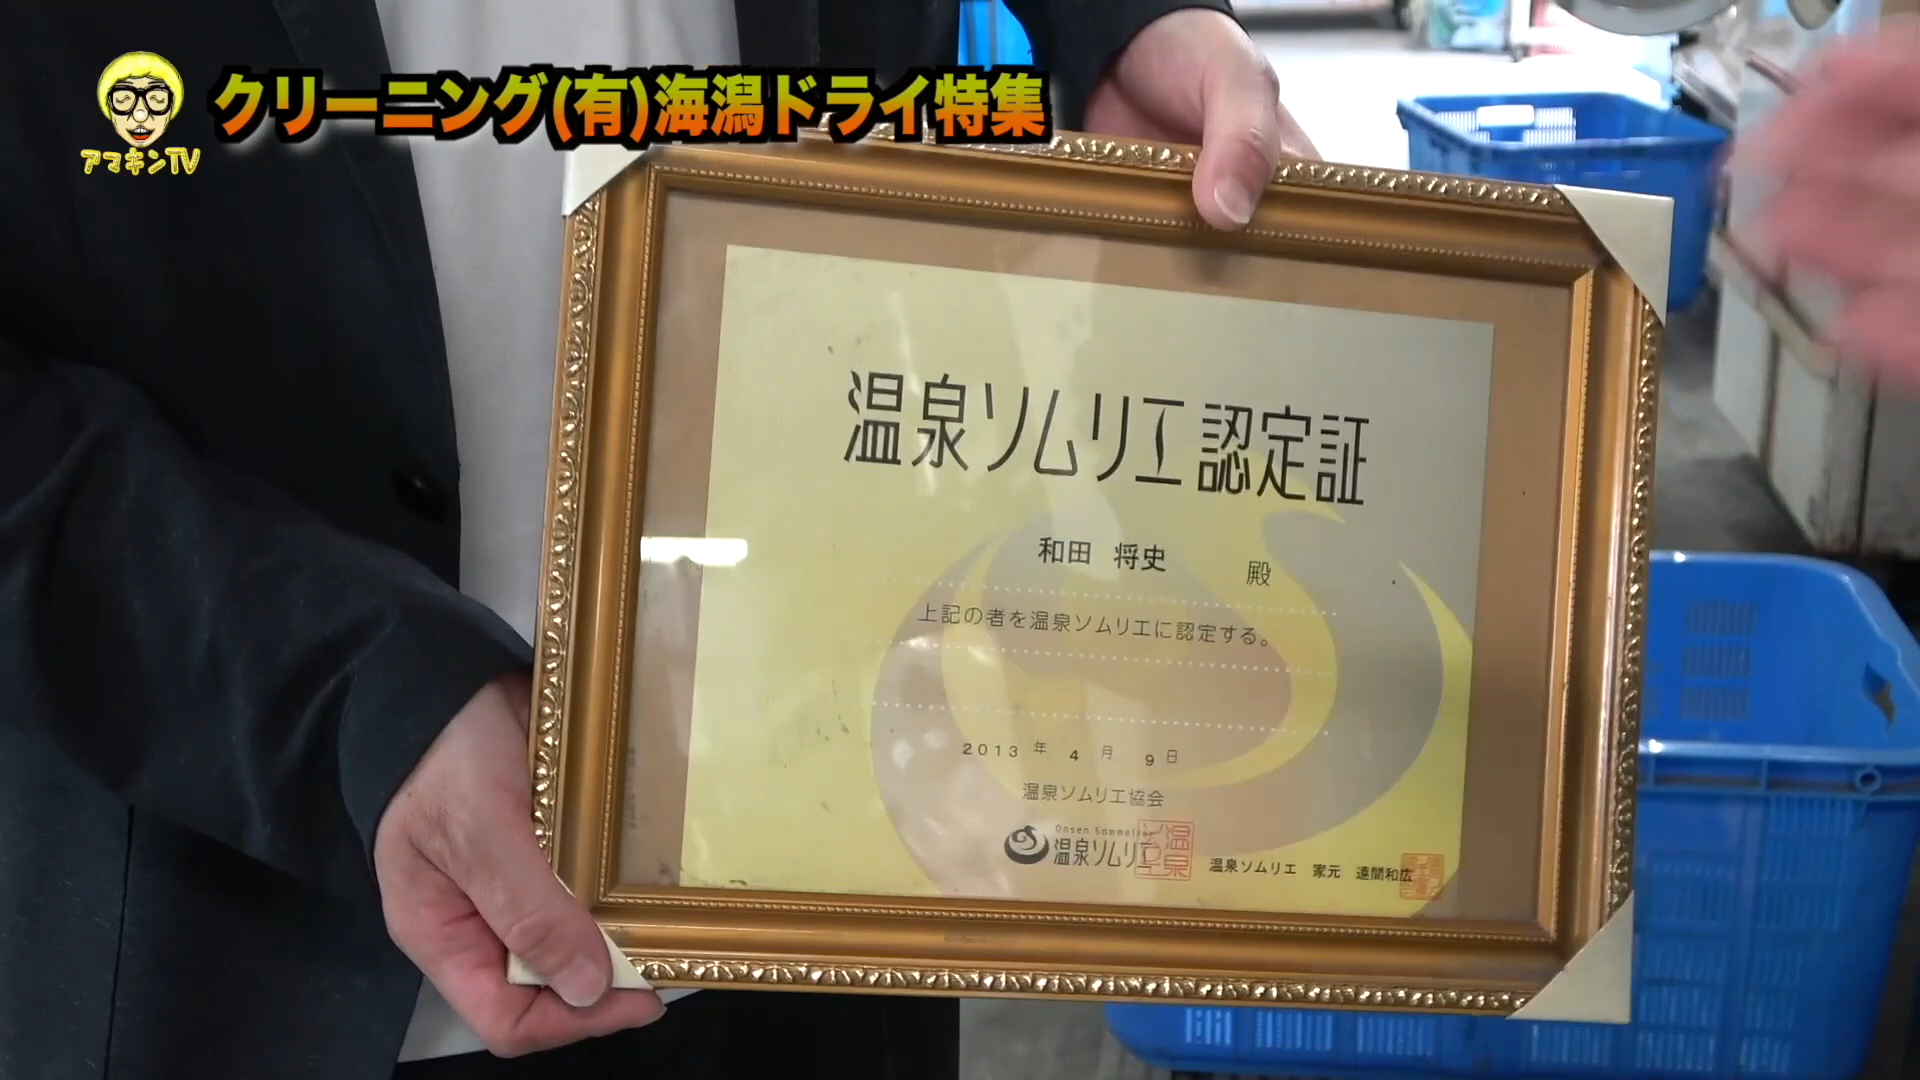 クリーニング(有)海潟ドライ特集
アマキンTV
温泉ソムリエ認定証
和田 将史 殿
上記の者を温泉ソムリエに認定する。
2013 年 4 月 9 日
温泉ソムリエ協会
Onsen Sommelier
温泉ソムリエ
温泉
温泉ソムリエ 家元 遠間和広